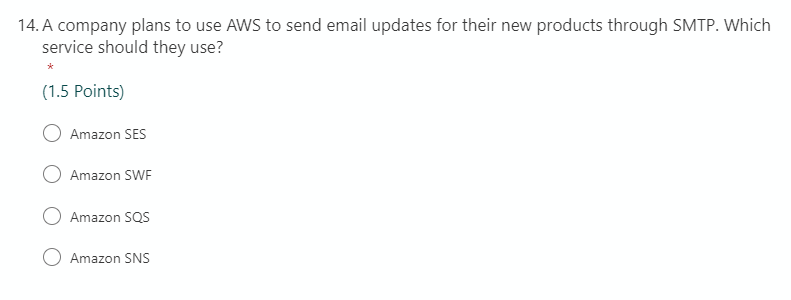 14. A company plans to use AWS to send email updates for their new products through SMTP. Which
service should they use?
*
(1.5 Points)
Amazon SES
Amazon SWF
Amazon SQS
Amazon SNS